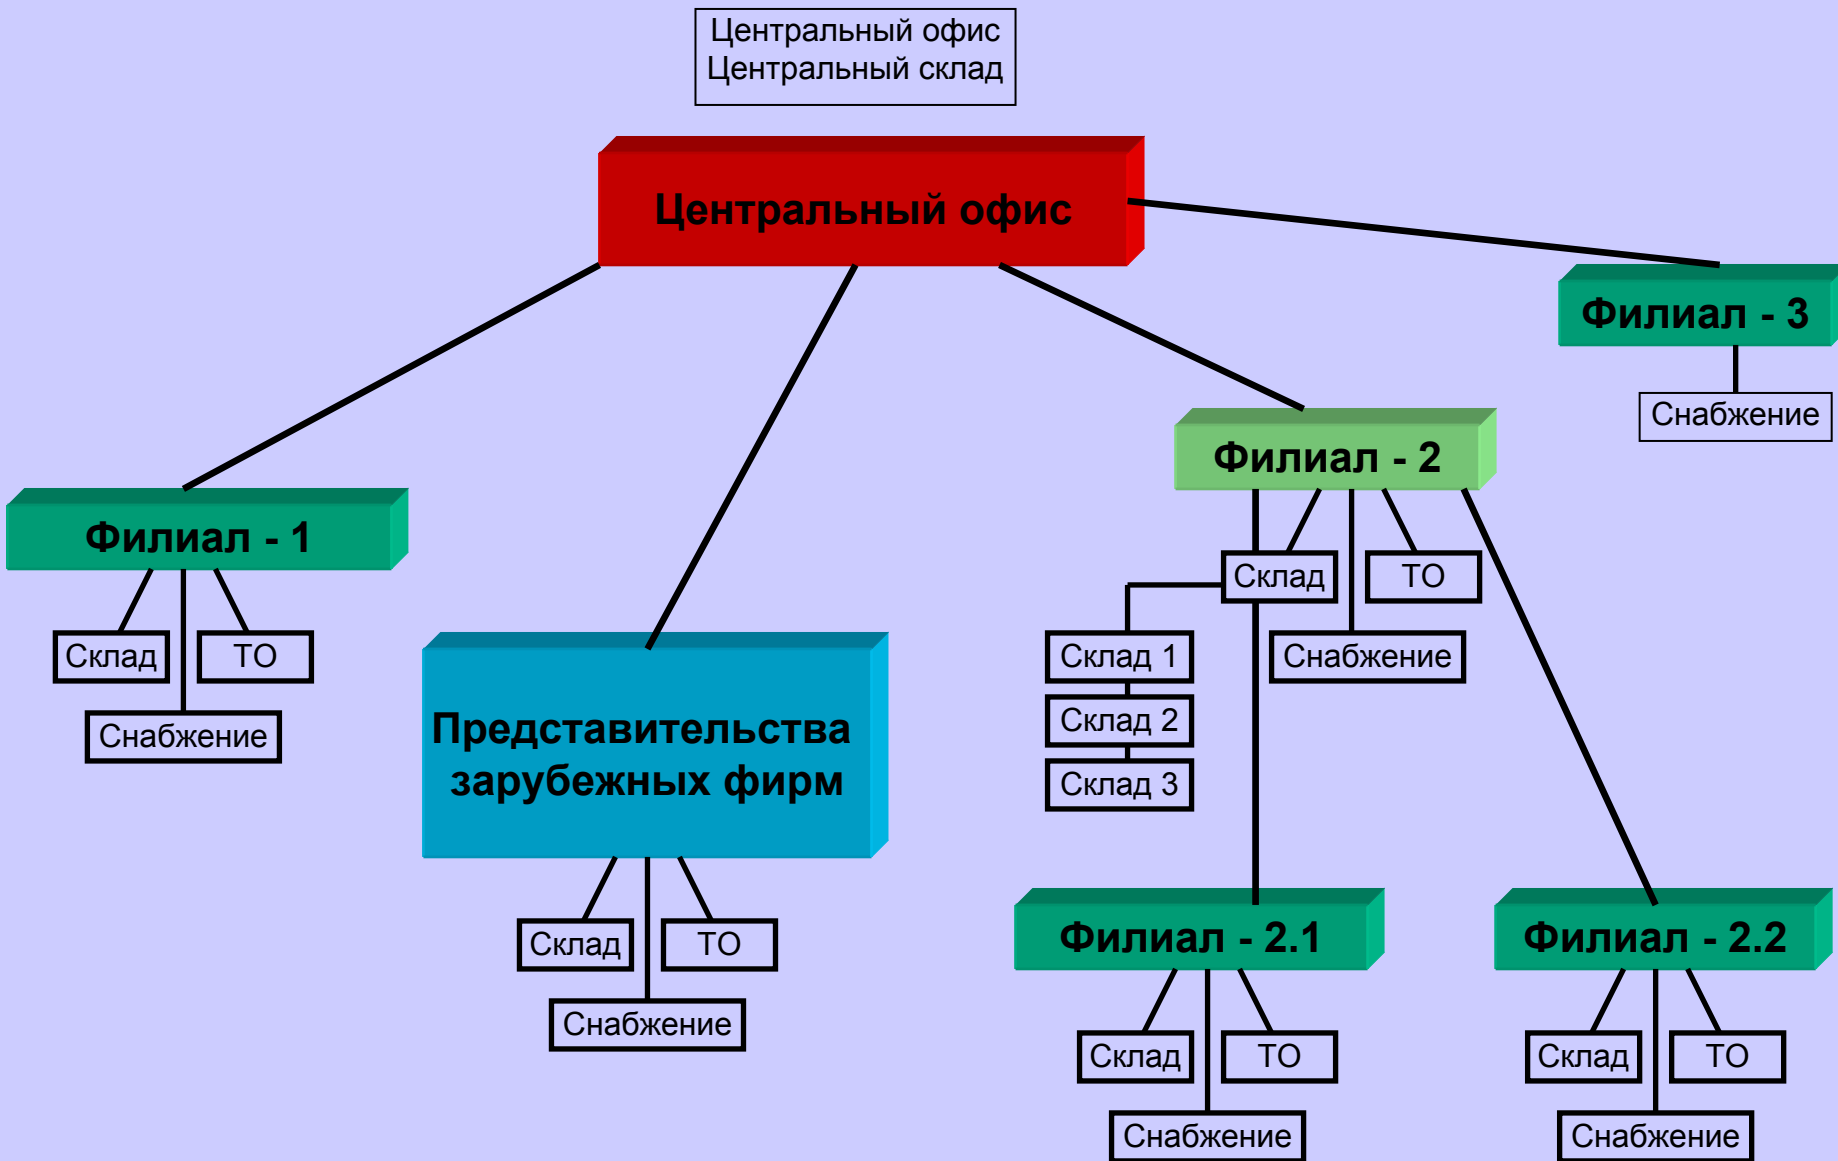 Центральный офис
Центральный склад
Центральный офис
Филиал - 3
Снабжение
Филиал - 2
Склад
ТО
Снабжение
Склад 1
Склад 2
Склад 3
Филиал - 1
Склад
ТО
Снабжение
Представительства
зарубежных фирм
Склад
ТО
Снабжение
Филиал - 2.1
Склад
ТО
Снабжение
Филиал - 2.2
Склад
ТО
Снабжение